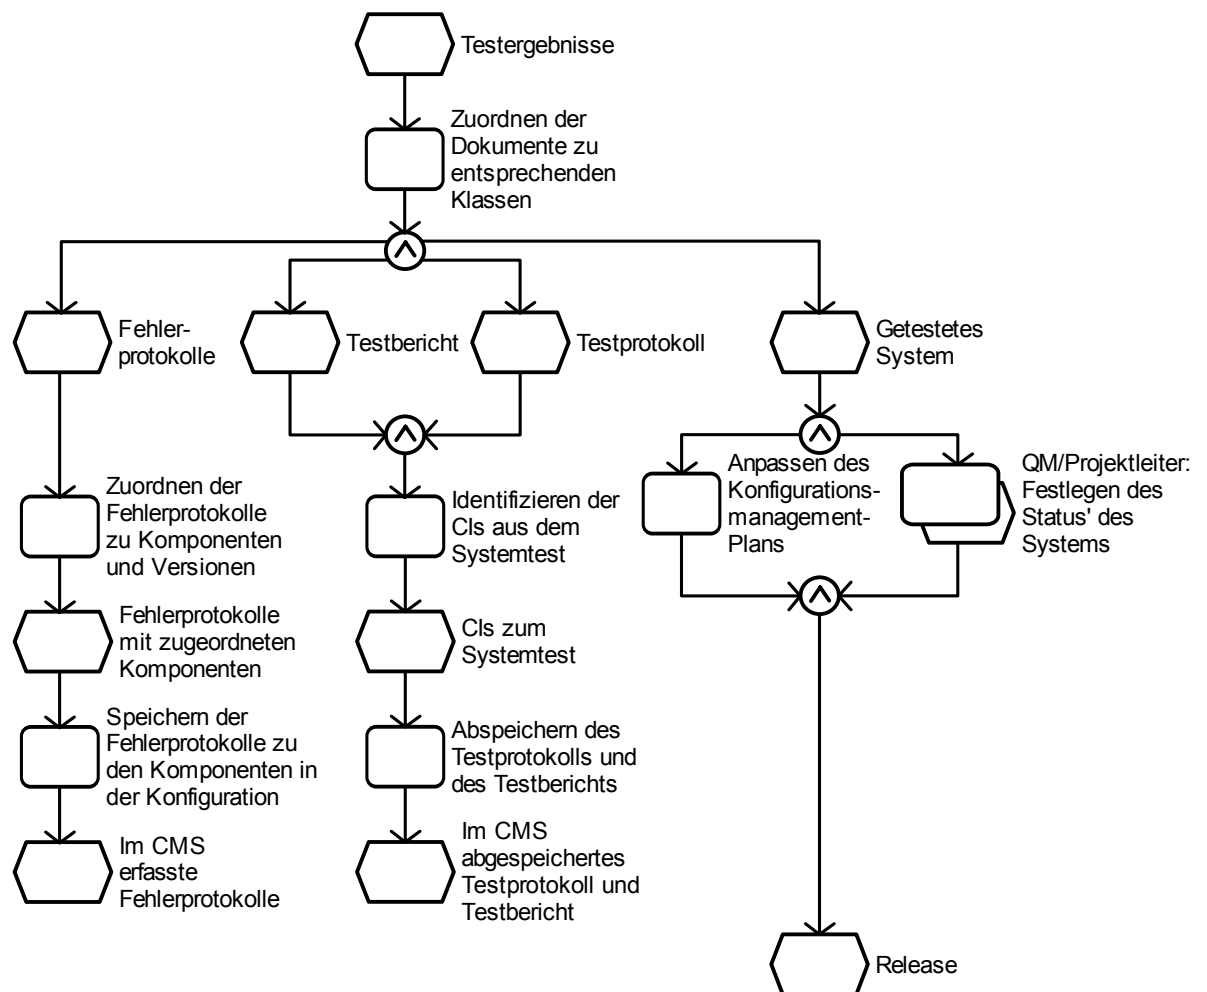 Testergebnisse
Zuordnen der
Dokumente zu
entsprechenden
Klassen
Fehler-
protokolle
Testbericht
Testprotokoll
Getestetes
System
Zuordnen der
Fehlerprotokolle
zu Komponenten
und Versionen
Identifizieren der
CIs aus dem
Systemtest
Anpassen des
Konfigurations-
management-
Plans
QM/Projektleiter:
Festlegen des
Status' des
Systems
Fehlerprotokolle
mit zugeordneten
Komponenten
CIs zum
Systemtest
Speichern der
Fehlerprotokolle zu
den Komponenten in
der Konfiguration
Abspeichern des
Testprotokolls und
des Testberichts
Im CMS
erfasste
Fehlerprotokolle
Im CMS
abgespeichertes
Testprotokoll und
Testbericht
Release